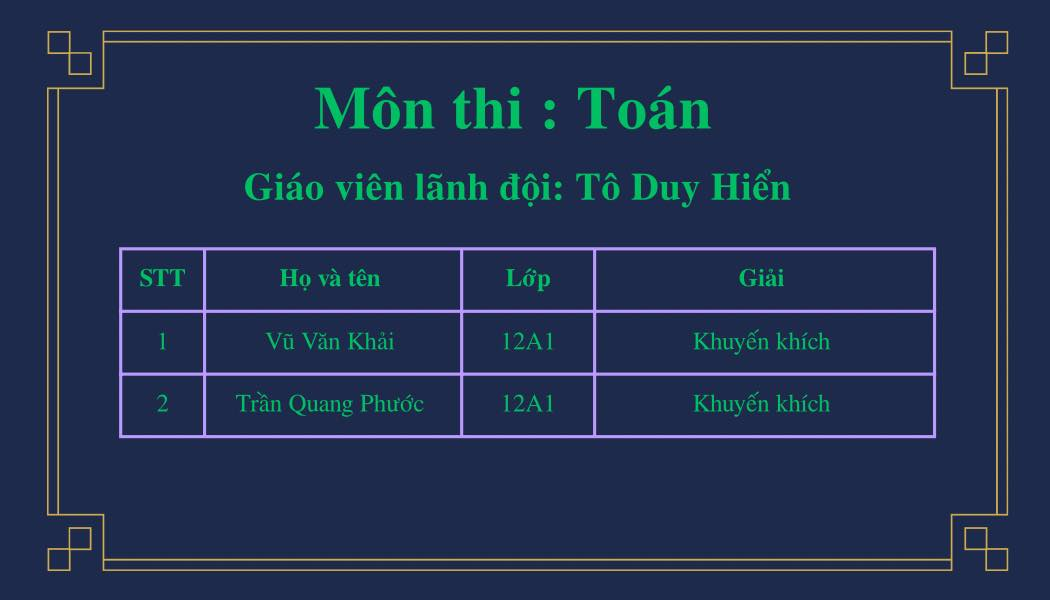 Môn thi : Toán
Giáo viên lãnh đội: Tô Duy Hiển
STT Họ và tên Lớp Giải
1 Vũ Văn Khải 12A1 Khuyến khích
2 Trần Quang Phước 12A1 Khuyến khích